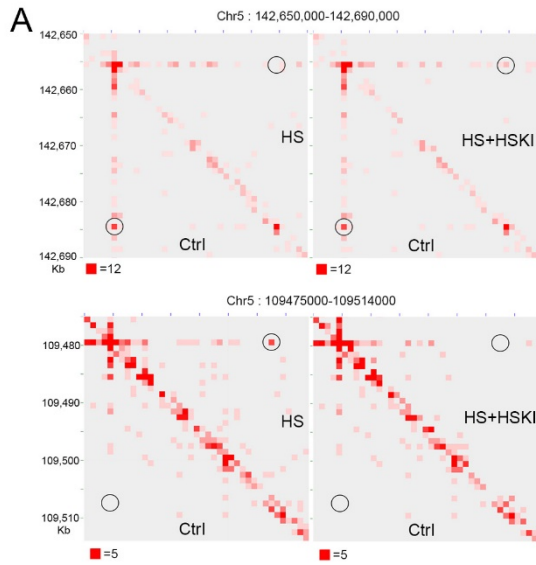 A
Chr5 : 142,650,000-142,690,000
142,650
142,660
142,670
142,680
142,690
Kb
HS
Ctrl
HS+HSKI
Ctrl
=12
=12
Chr5 : 109475000-109514000
109,480
109,490
109,500
109,510
Kb
HS
Ctrl
HS+HSKI
Ctrl
=5
=5